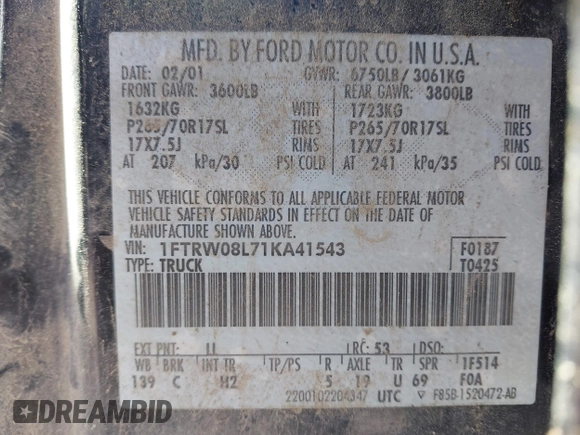 MFD. BY FORD MOTOR CO. IN U.S.A.
DATE: 02/01 GVWR: 6750LB/ 3061KG
FRONT GAWR: 3600LB REAR GAWR: 3800LB
1632KG WITH 1723KG WITH
P265/70R17SL TIRES P265/70R17SL TIRES
17X7.5J RIMS 17X7.5J RIMS
AT 207 kPa/30 PSI COLD AT 241 kPa/35 PSI COLD
THIS VEHICLE CONFORMS TO ALL APPLICABLE FEDERAL MOTOR
VEHICLE SAFETY STANDARDS IN EFFECT ON THE DATE OF
MANUFACTURE SHOWN ABOVE.
VIN: 1FTRW08L71KA41543 F0187
TYPE: TRUCK T0425
EXT PNT: RC: 53 DSO:
WB BRK INT TR TP/PS R AXLE TR SPR 1F514
139 C H2 5 19 U 69 F0A
2200102204347 UTC ▽ F85B-1520472-AB